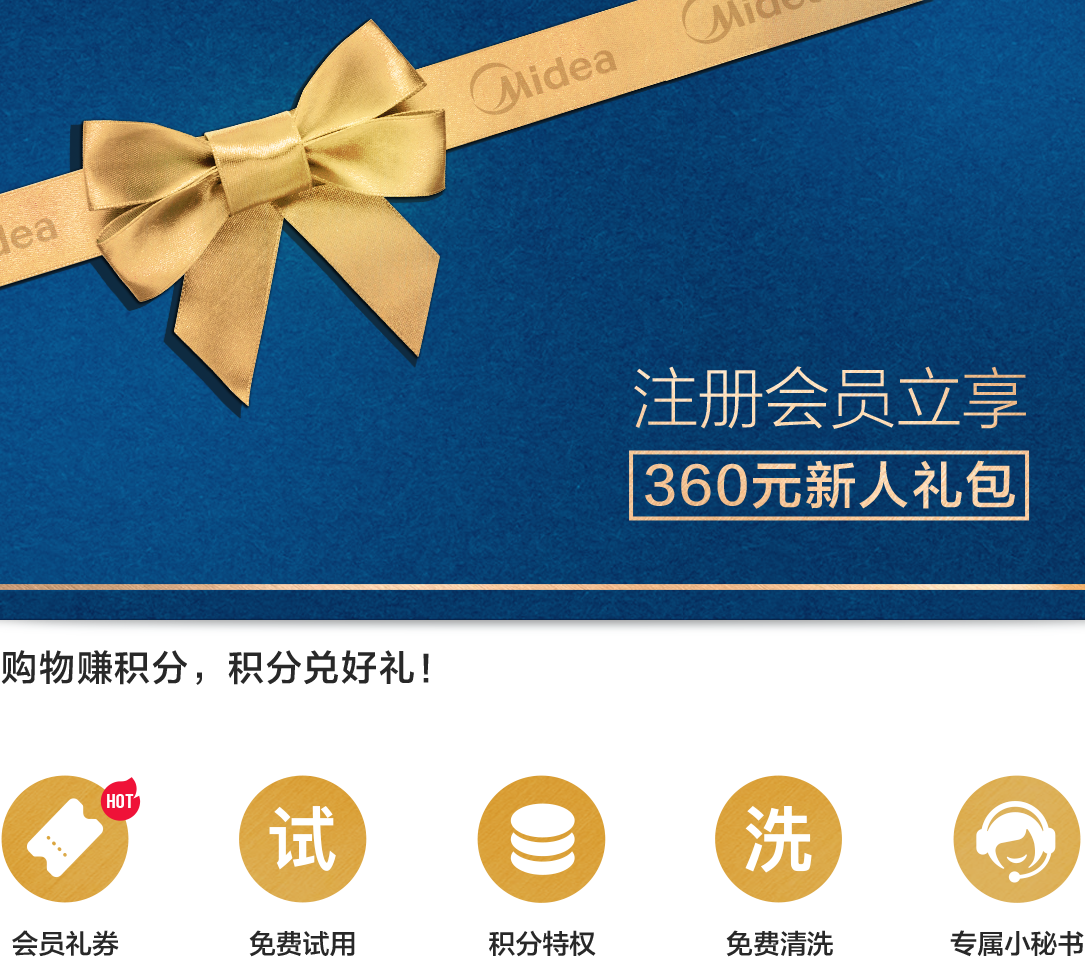 Midea
Midea
dea
注册会员立享
360元新人礼包
购物赚积分，积分兑好礼！
HOT
试
洗
会员礼券
免费试用
积分特权
免费清洗
专属小秘书